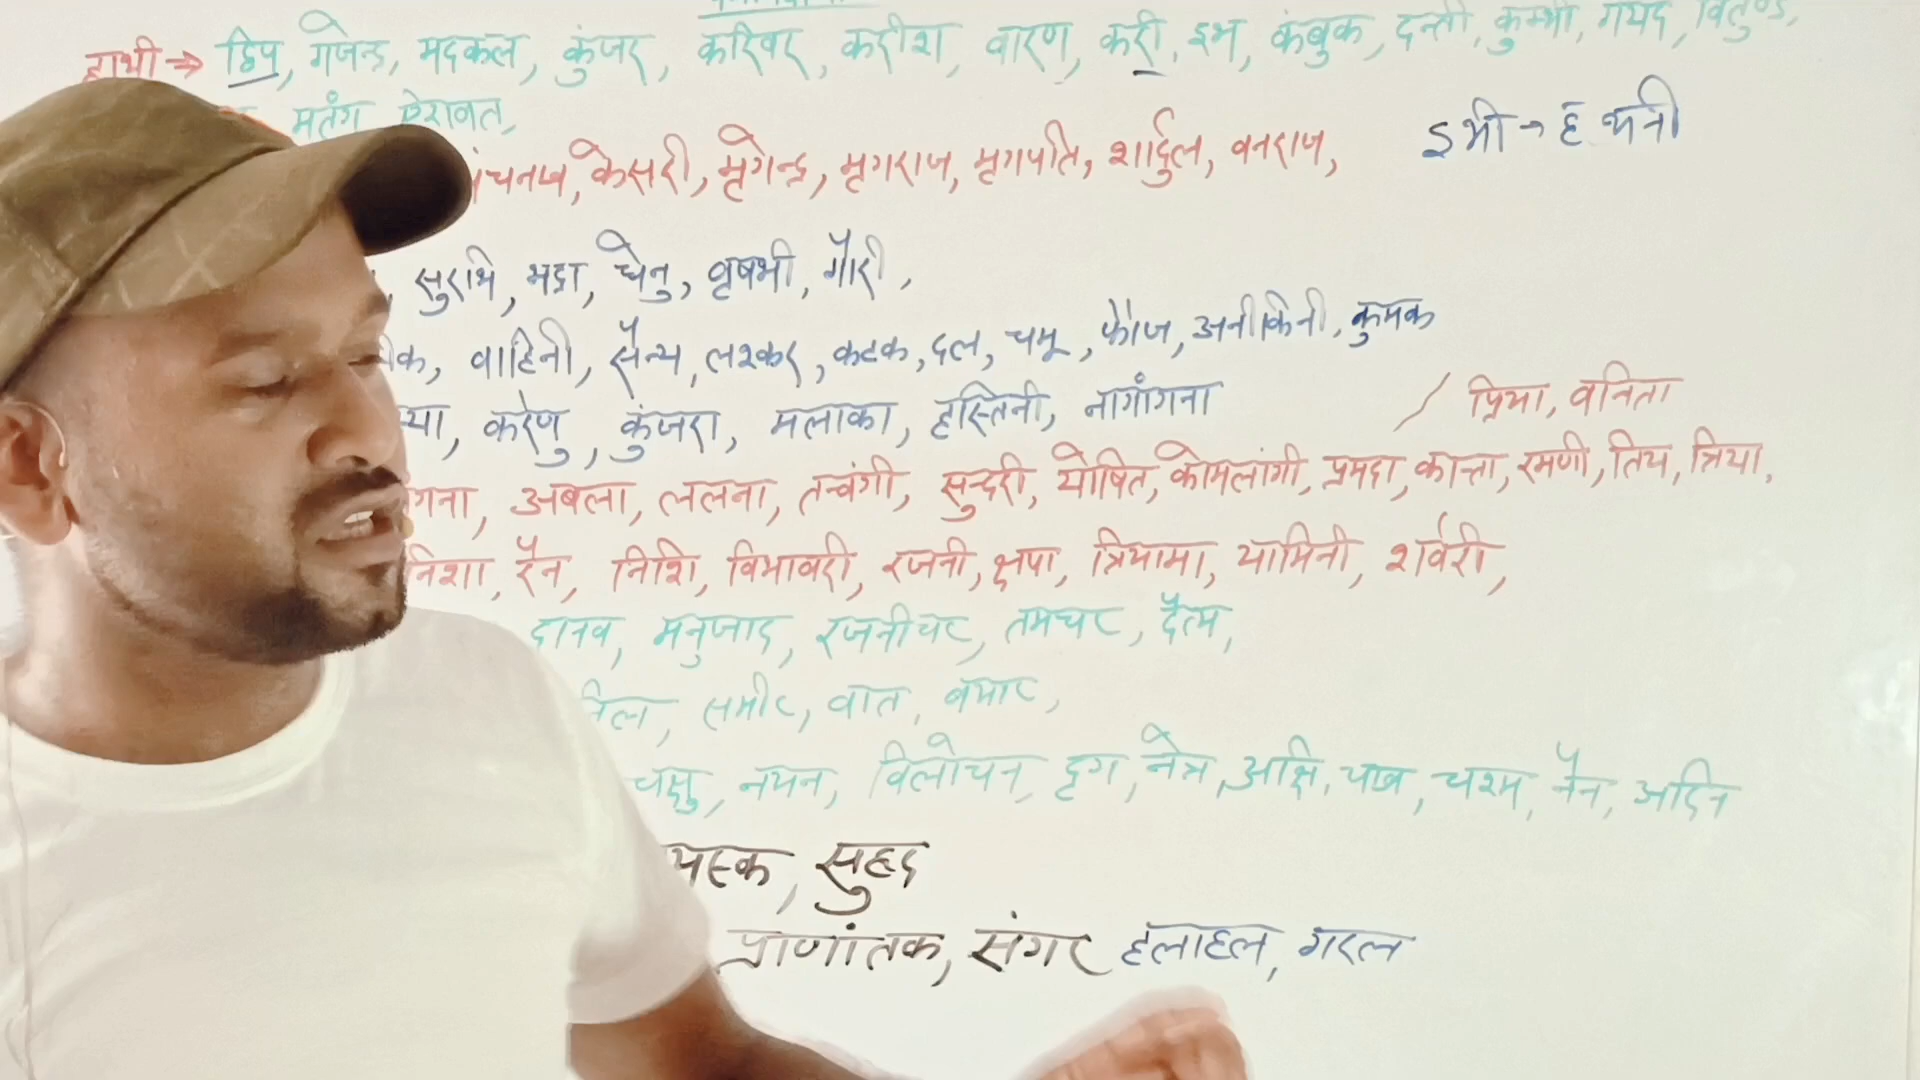 हाथी → द्विप, गजेन्द्र, मदकल, कुंजर, करिवर, करीश, वारण, करी, इभ, कंबुक, दन्ती, कुम्भी, गयंद, वितुण्ड,
मतंग, ऐरावत,
केसरी, मृगेन्द्र, मृगराज, मृगपति, शार्दुल, वनराज,
इभी → हथनी
सुरभि, भद्रा, धेनु, वृषभी, गौरी,
वाहिनी, सैन्य, लश्कर, कटक, दल, चमू, फौज, अनीकिनी, कुमक
करेणु, कुंजरा, मलाका, हस्तिनी, नागांगना
प्रिया, वनिता
अबला, ललना, तन्वंगी, सुन्दरी, योषित, कोमलांगी, प्रमदा, कान्ता, रमणी, तिय, त्रिया,
निशा, रैन, निशि, विभावरी, रजनी, क्षपा, त्रियामा, यामिनी, शर्वरी,
दानव, मनुजाद, रजनीचर, तमचर, दैत्य,
समीर, वात, बयार,
चक्षु, नयन, विलोचन, दृग, नेत्र, अक्षि, चख, चश्म, नैन,
सुहृद
प्राणांतक, संगर हलाहल, गरल